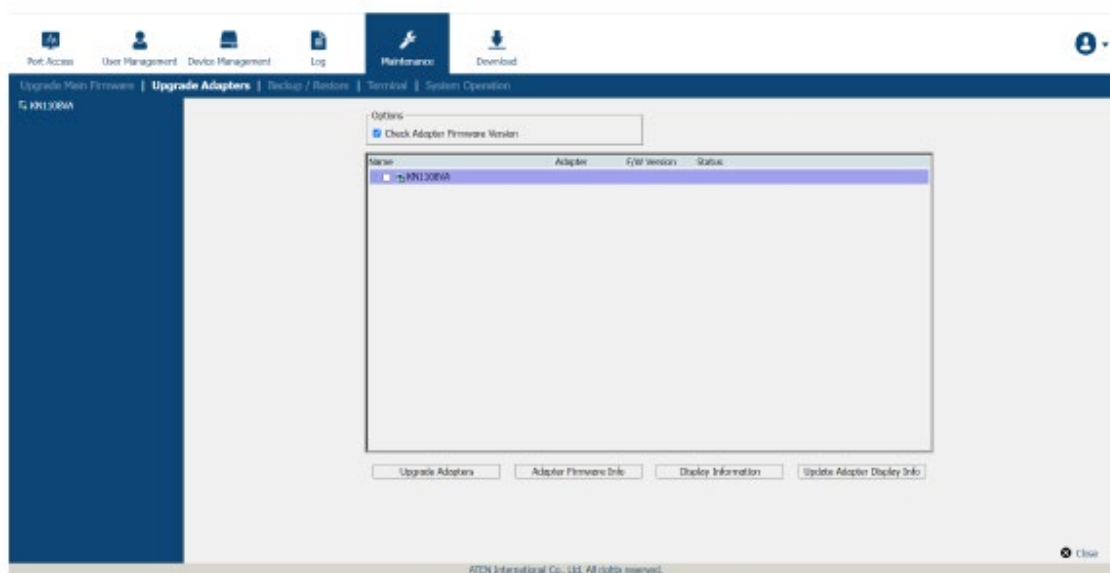 Port Access User Management Device Management Log Maintenance Download
Upgrade Main Firmware | Upgrade Adapters | Backup / Restore | Terminal | System Operation
KN1108VA
Options
Check Adapter Firmware Version
Name Adapter F/W Version Status
KN1108VA
Upgrade Adapters Adapter Firmware Info Display Information Update Adapter Display Info
Close
ATEN International Co., Ltd. All rights reserved.